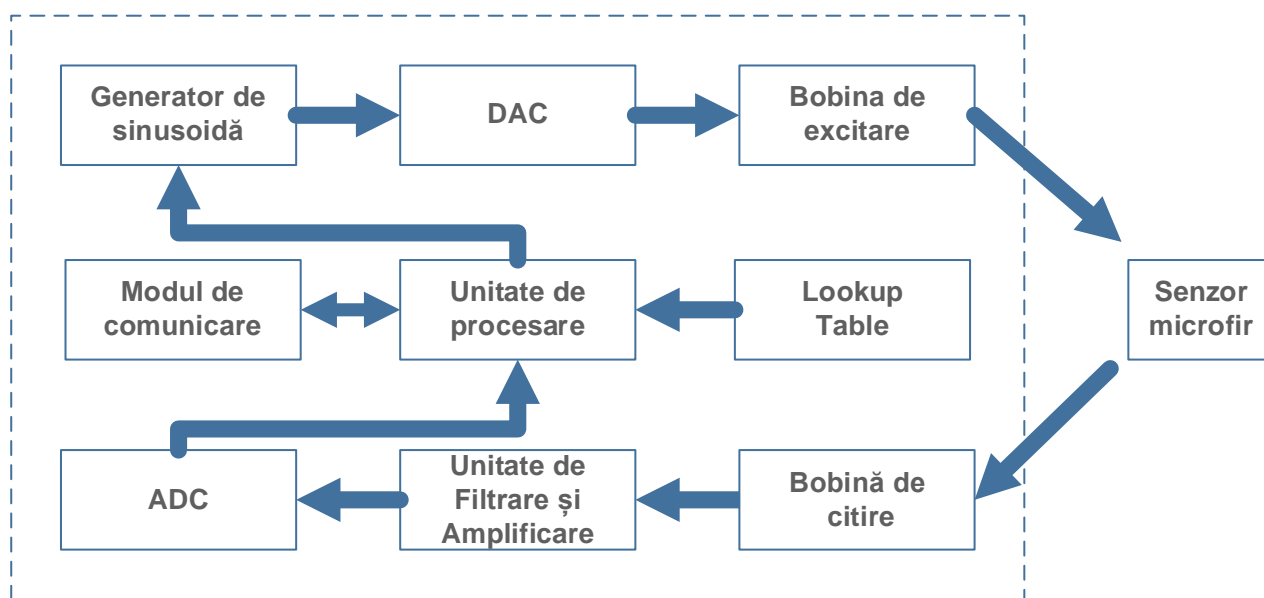 Generator de
sinusoidă
DAC
Bobina de
excitare
Modul de
comunicare
Unitate de
procesare
Lookup
Table
Senzor
microfir
ADC
Unitate de
Filtrare și
Amplificare
Bobină de
citire